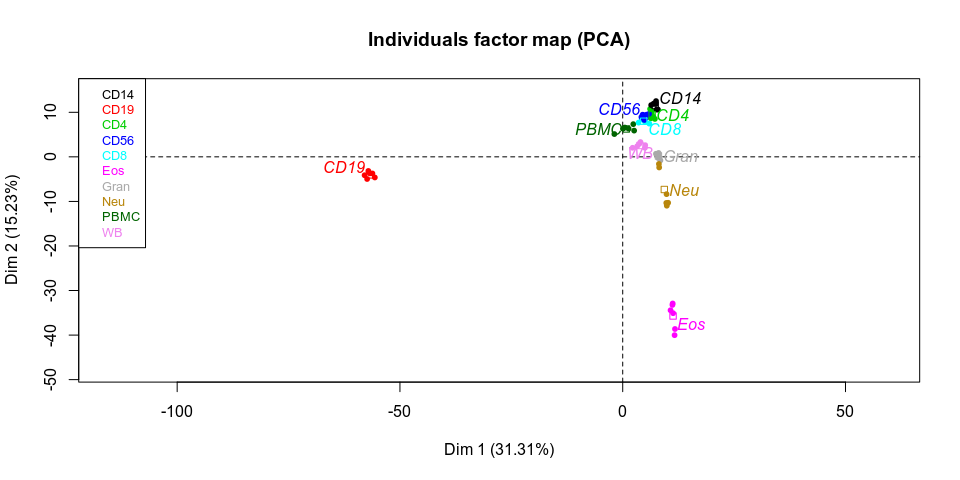 Individuals factor map (PCA)
CD14
CD19
CD4
CD56
CD8
Eos
Gran
Neu
PBMC
WB
CD14
CD56
CD4
PBMC
CD8
WB
Gran
CD19
Neu
Eos
10
0
-10
-20
-30
-40
-50
Dim 2 (15.23%)
-100 -50 0 50
Dim 1 (31.31%)